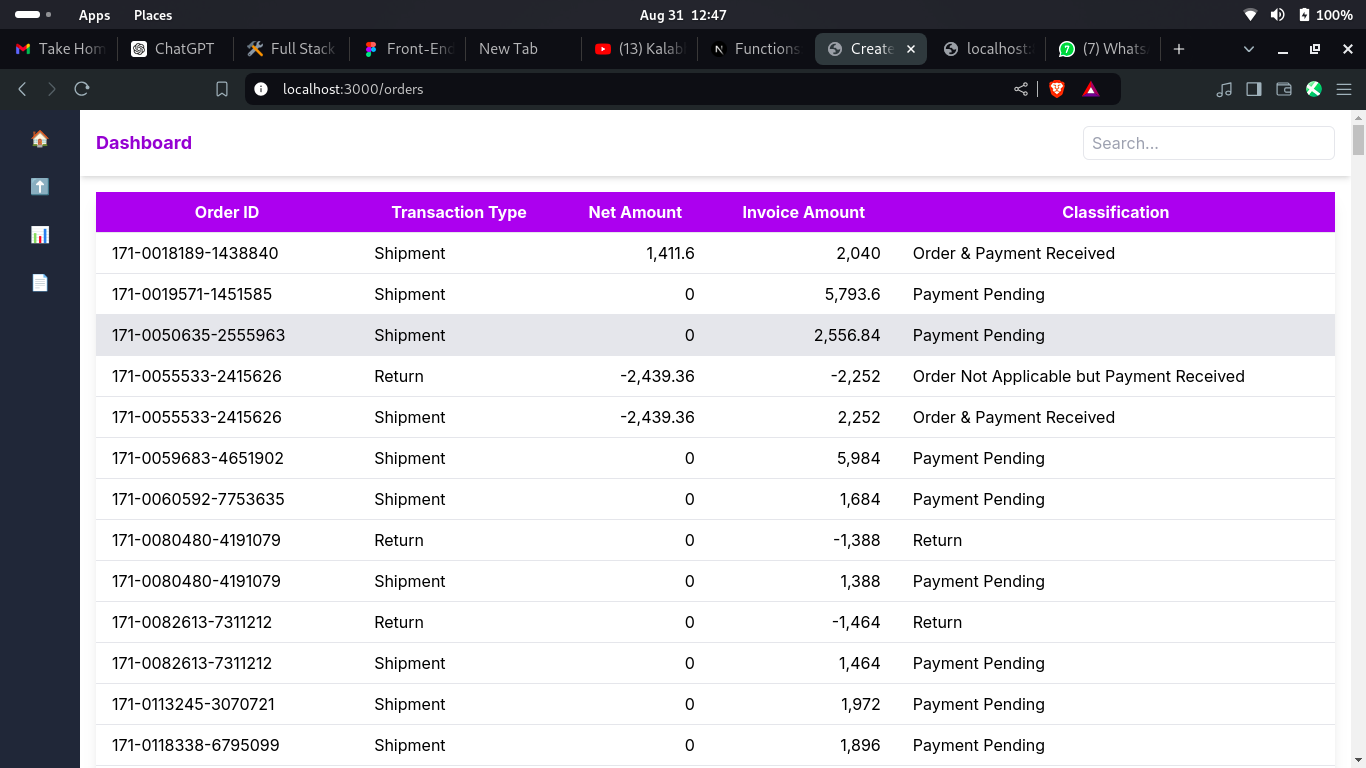 Apps Places Aug 31 12:47 100%
Take Hom ChatGPT Full Stack Front-End New Tab (13) Kalab Functions Create localhost: (7) Whats
localhost:3000/orders
Dashboard Search...
Order ID Transaction Type Net Amount Invoice Amount Classification
171-0018189-1438840 Shipment 1,411.6 2,040 Order & Payment Received
171-0019571-1451585 Shipment 0 5,793.6 Payment Pending
171-0050635-2555963 Shipment 0 2,556.84 Payment Pending
171-0055533-2415626 Return -2,439.36 -2,252 Order Not Applicable but Payment Received
171-0055533-2415626 Shipment -2,439.36 2,252 Order & Payment Received
171-0059683-4651902 Shipment 0 5,984 Payment Pending
171-0060592-7753635 Shipment 0 1,684 Payment Pending
171-0080480-4191079 Return 0 -1,388 Return
171-0080480-4191079 Shipment 0 1,388 Payment Pending
171-0082613-7311212 Return 0 -1,464 Return
171-0082613-7311212 Shipment 0 1,464 Payment Pending
171-0113245-3070721 Shipment 0 1,972 Payment Pending
171-0118338-6795099 Shipment 0 1,896 Payment Pending